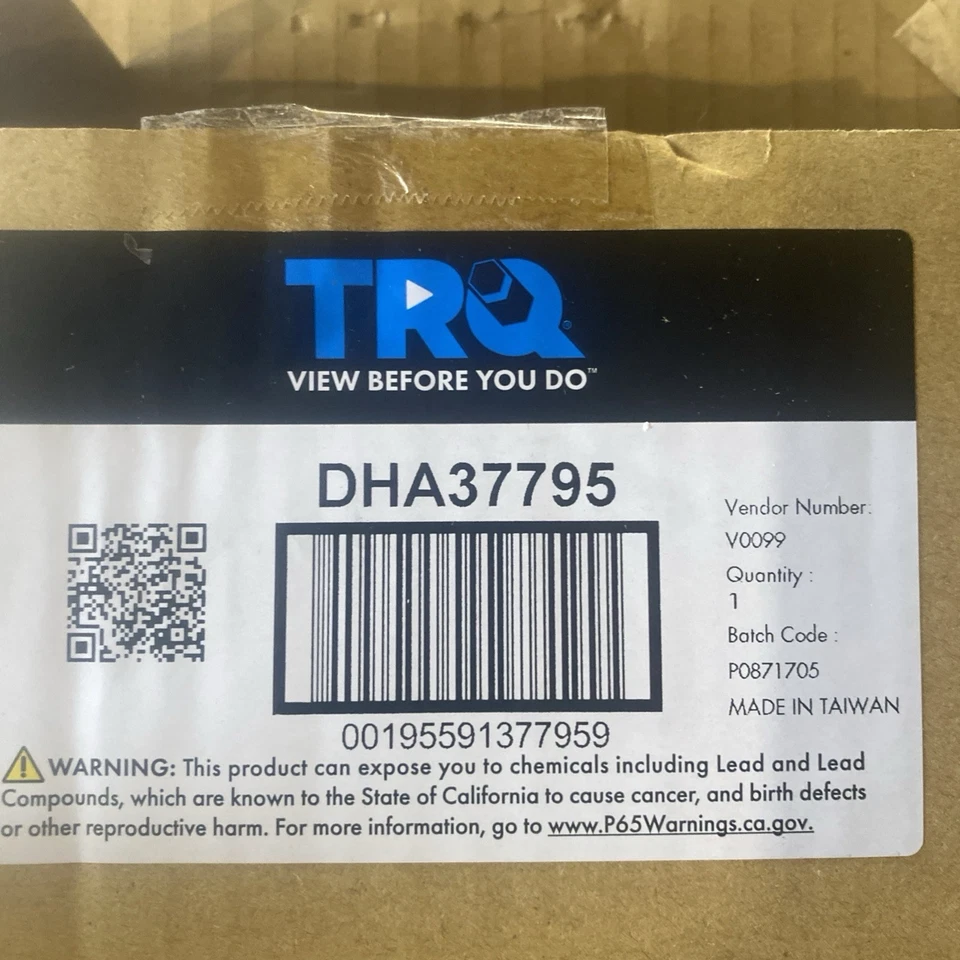 TRQ®
VIEW BEFORE YOU DO™
DHA37795
00195591377959
Vendor Number:
V0099
Quantity :
1
Batch Code :
P0871705
MADE IN TAIWAN
WARNING: This product can expose you to chemicals including Lead and Lead
Compounds, which are known to the State of California to cause cancer, and birth defects
or other reproductive harm. For more information, go to www.P65Warnings.ca.gov.